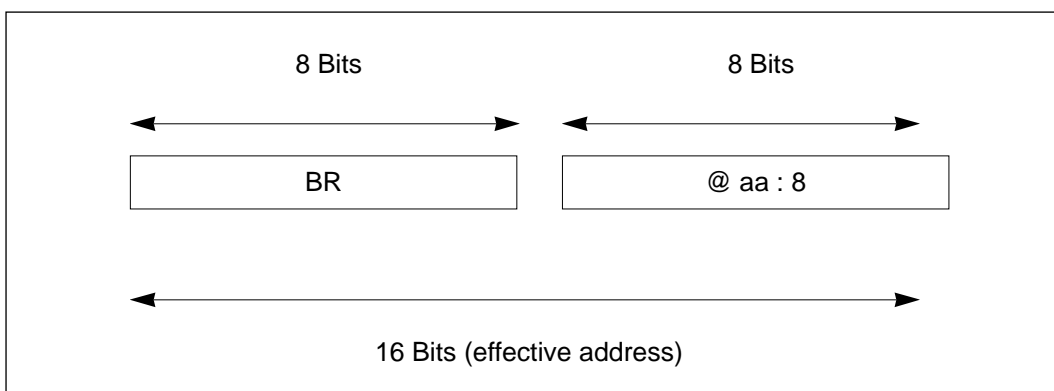 8 Bits 8 Bits
BR @ aa : 8
16 Bits (effective address)